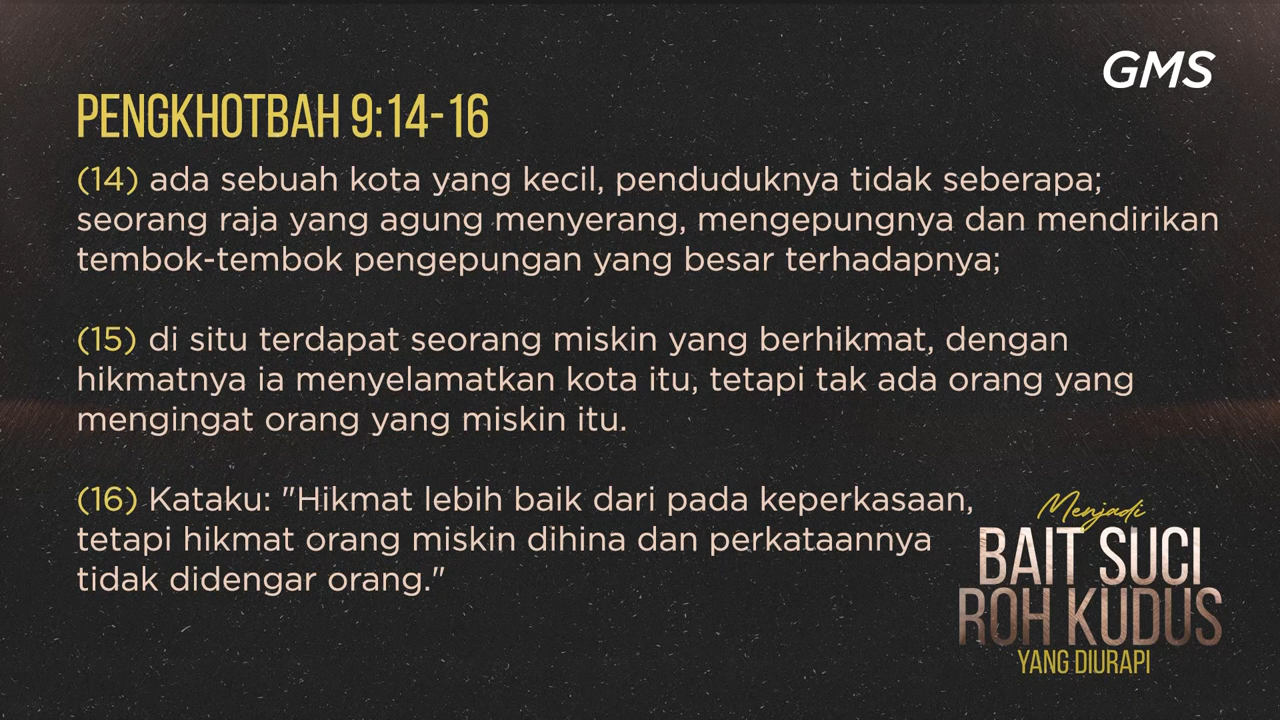 GMS
PENGKHOTBAH 9:14-16
(14) ada sebuah kota yang kecil, penduduknya tidak seberapa;
seorang raja yang agung menyerang, mengepungnya dan mendirikan
tembok-tembok pengepungan yang besar terhadapnya;
(15) di situ terdapat seorang miskin yang berhikmat, dengan
hikmatnya ia menyelamatkan kota itu, tetapi tak ada orang yang
mengingat orang yang miskin itu.
(16) Kataku: "Hikmat lebih baik dari pada keperkasaan,
tetapi hikmat orang miskin dihina dan perkataannya
tidak didengar orang."
Menjadi
BAIT SUCI
ROH KUDUS
YANG DIURAPI